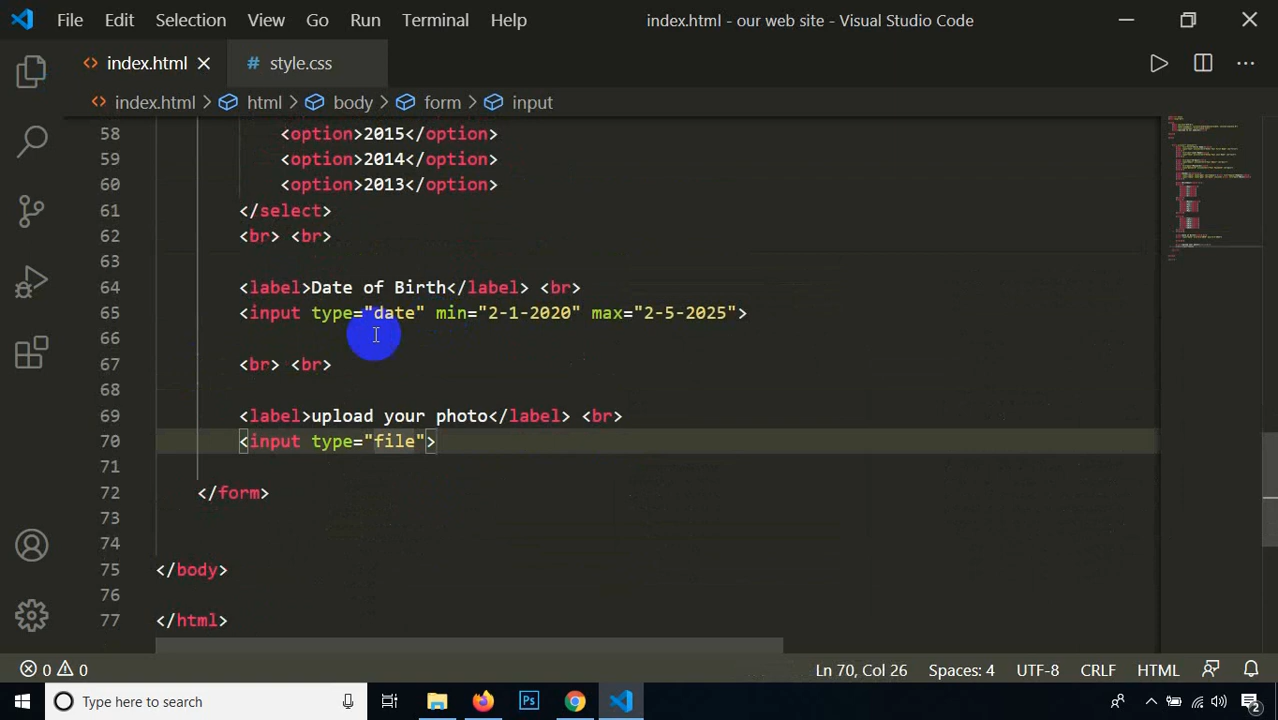 File Edit Selection View Go Run Terminal Help index.html - our web site - Visual Studio Code
index.html style.css
index.html > html > body > form > input
58 <option>2015</option>
59 <option>2014</option>
60 <option>2013</option>
61 </select>
62 <br> <br>
63
64 <label>Date of Birth</label> <br>
65 <input type="date" min="2-1-2020" max="2-5-2025">
66
67 <br> <br>
68
69 <label>upload your photo</label> <br>
70 <input type="file">
71
72 </form>
73
74
75 </body>
76
77 </html>
0 0 Ln 70, Col 26 Spaces: 4 UTF-8 CRLF HTML
Type here to search Ps 2